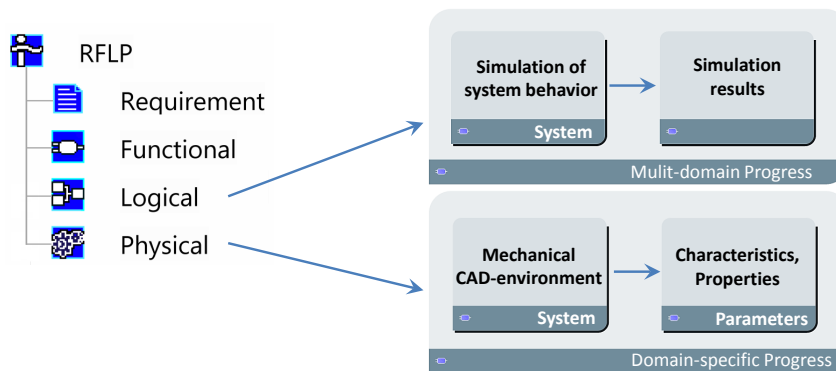 RFLP
Requirement
Functional
Logical
Physical
Simulation of
system behavior
System
Simulation
results
Mulit-domain Progress
Mechanical
CAD-environment
System
Characteristics,
Properties
Parameters
Domain-specific Progress